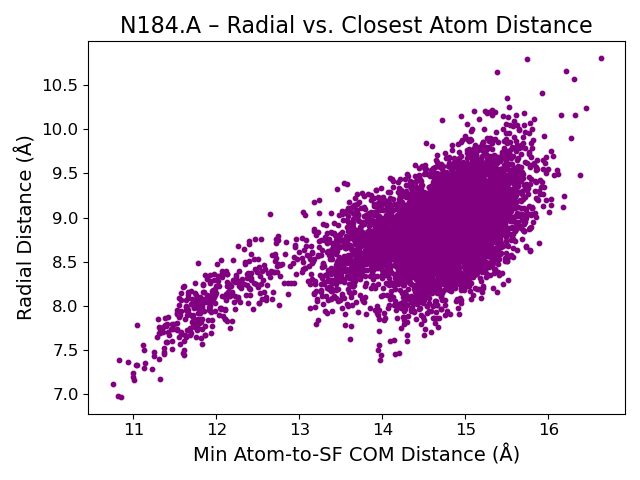 N184.A – Radial vs. Closest Atom Distance
10.5
10.0
9.5
9.0
8.5
8.0
7.5
7.0
Radial Distance (Å)
11 12 13 14 15 16
Min Atom-to-SF COM Distance (Å)